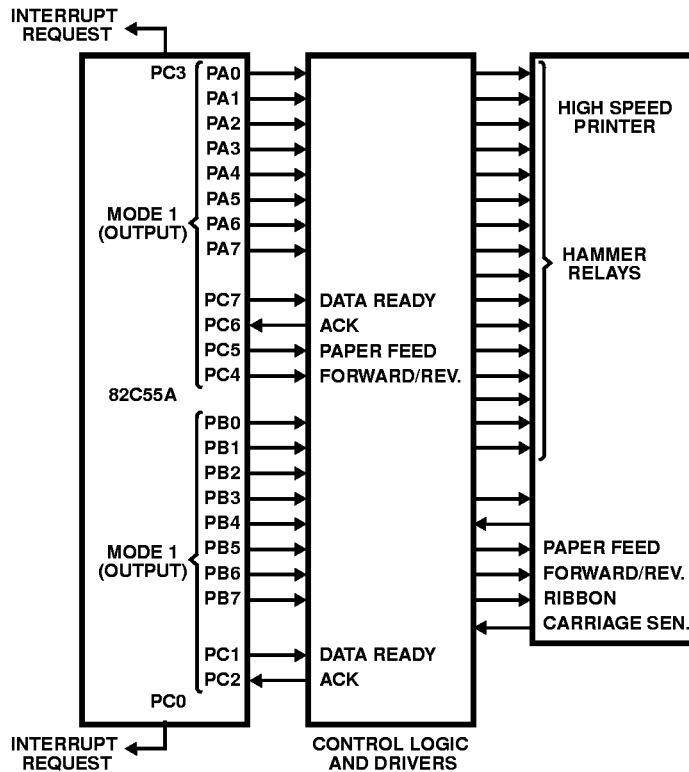 INTERRUPT
REQUEST
PC3
PA0
PA1
PA2
PA3
PA4
PA5
PA6
PA7
MODE 1
(OUTPUT)
PC7
PC6
PC5
PC4
82C55A
PB0
PB1
PB2
PB3
PB4
PB5
PB6
PB7
MODE 1
(OUTPUT)
PC1
PC2
PC0
INTERRUPT
REQUEST
DATA READY
ACK
PAPER FEED
FORWARD/REV.
DATA READY
ACK
CONTROL LOGIC
AND DRIVERS
HIGH SPEED
PRINTER
HAMMER
RELAYS
PAPER FEED
FORWARD/REV.
RIBBON
CARRIAGE SEN.